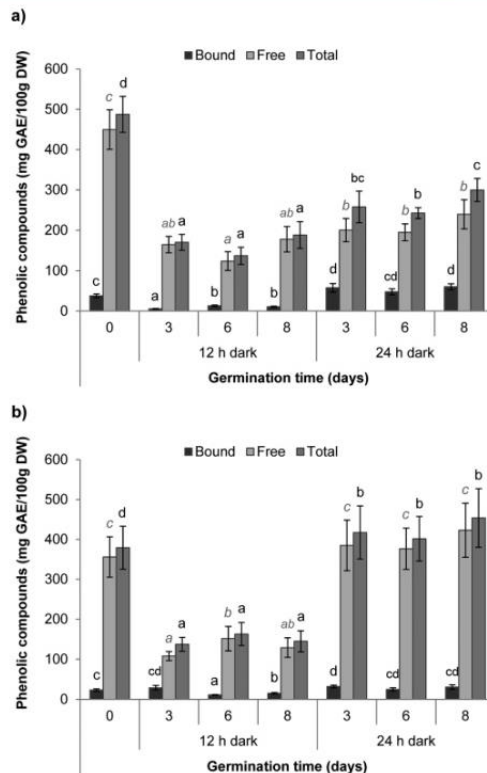 a)
■Bound ■Free ■Total
Phenolic compounds (mg GAE/100g DW)
600
500
400
300
200
100
0
c d
ab a
a a
ab a
b bc
b b
b c
c
a
b
b
d
cd
d
0 3 6 8 3 6 8
12 h dark 24 h dark
Germination time (days)
b)
■Bound ■Free ■Total
Phenolic compounds (mg GAE/100g DW)
600
500
400
300
200
100
0
c d
a a
b a
ab a
c b
c b
c b
c
cd
a
b
d
cd
cd
0 3 6 8 3 6 8
12 h dark 24 h dark
Germination time (days)